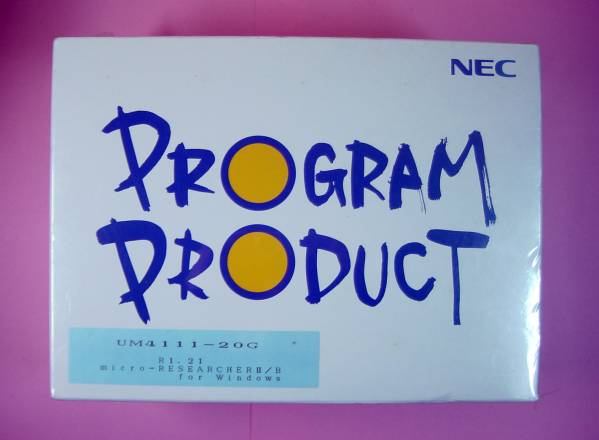 NEC
PROGRAM
PRODUCT
UM4111-20G
R1.21
micro-RESEARCHERⅡ/B
for Windows